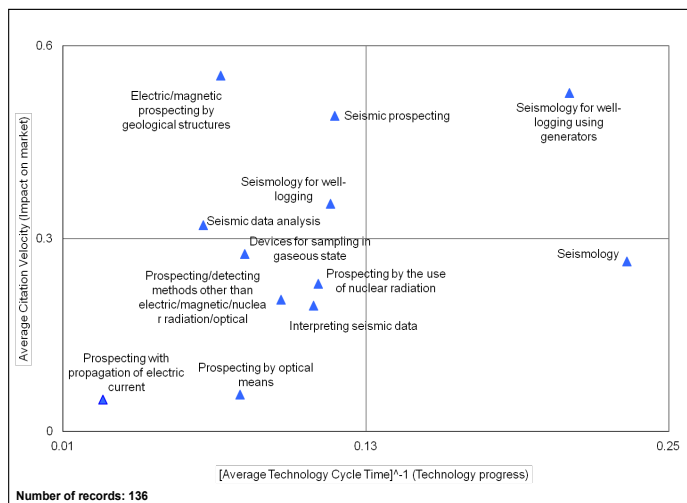 0.6
Electric/magnetic
prospecting by
geological structures
Seismic prospecting
Seismology for well-
logging using
generators
Seismology for well-
logging
Seismic data analysis
0.3
Devices for sampling in
gaseous state
Seismology
Prospecting/detecting
methods other than
electric/magnetic/nuclea
r radiation/optical
Prospecting by the use
of nuclear radiation
Interpreting seismic data
Prospecting with
propagation of electric
current
Prospecting by optical
means
Average Citation Velocity (Impact on market)
0
0.01
0.13
0.25
[Average Technology Cycle Time]^-1 (Technology progress)
Number of records: 136